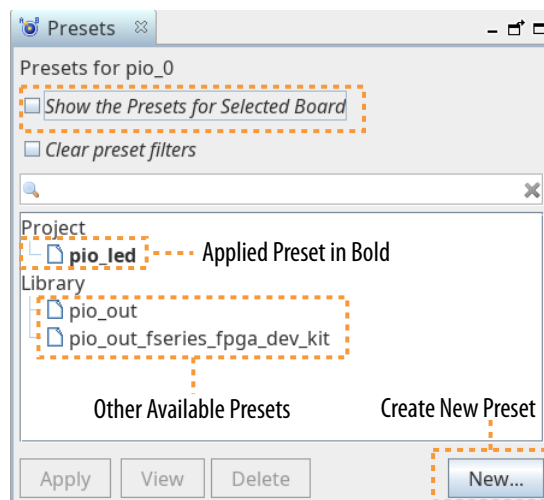 Presets
Presets for pio_0
Show the Presets for Selected Board
Clear preset filters
Project
pio_led
Applied Preset in Bold
Library
pio_out
pio_out_fseries_fpga_dev_kit
Other Available Presets
Create New Preset
Apply
View
Delete
New...